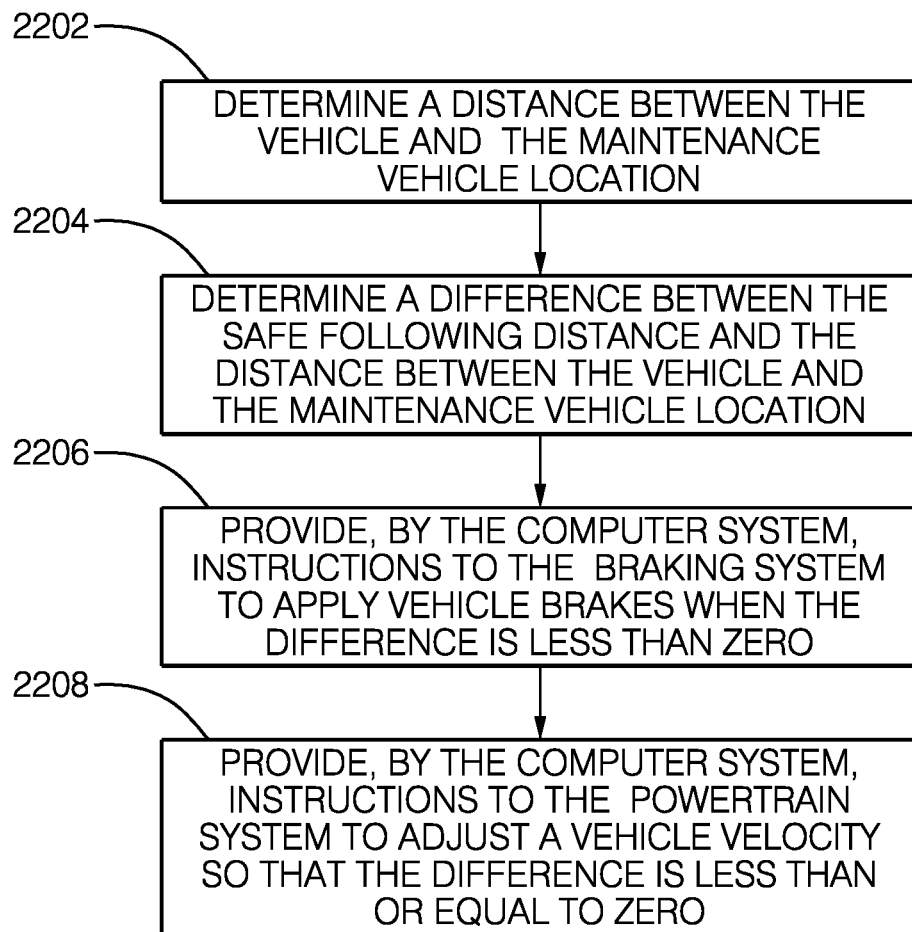 2202
DETERMINE A DISTANCE BETWEEN THE
VEHICLE AND THE MAINTENANCE
VEHICLE LOCATION
2204
DETERMINE A DIFFERENCE BETWEEN THE
SAFE FOLLOWING DISTANCE AND THE
DISTANCE BETWEEN THE VEHICLE AND
THE MAINTENANCE VEHICLE LOCATION
2206
PROVIDE, BY THE COMPUTER SYSTEM,
INSTRUCTIONS TO THE BRAKING SYSTEM
TO APPLY VEHICLE BRAKES WHEN THE
DIFFERENCE IS LESS THAN ZERO
2208
PROVIDE, BY THE COMPUTER SYSTEM,
INSTRUCTIONS TO THE POWERTRAIN
SYSTEM TO ADJUST A VEHICLE VELOCITY
SO THAT THE DIFFERENCE IS LESS THAN
OR EQUAL TO ZERO